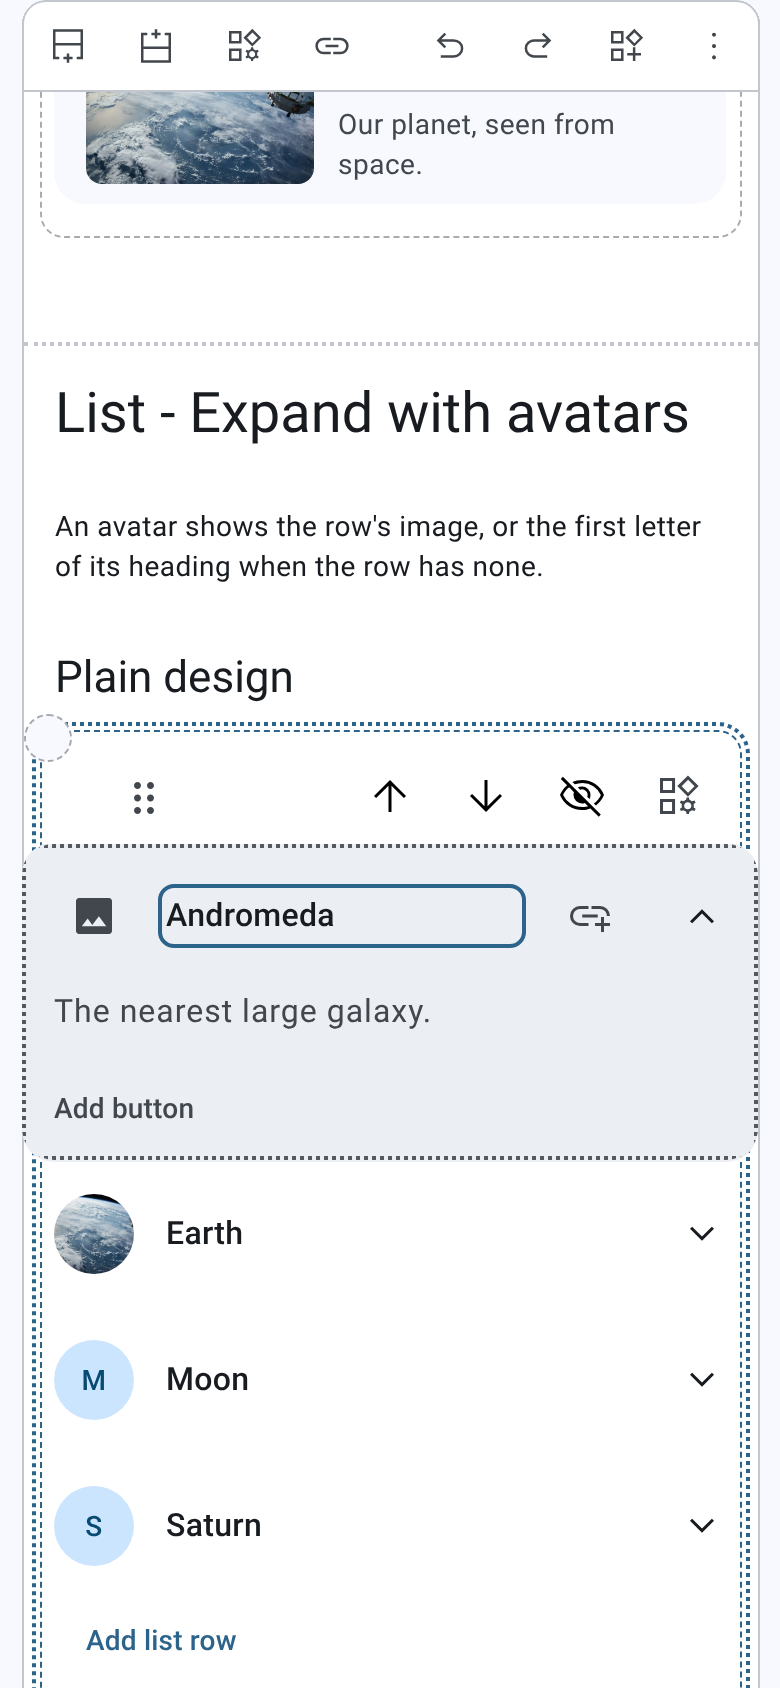 Our planet, seen from
space.
List - Expand with avatars
An avatar shows the row's image, or the first letter
of its heading when the row has none.
Plain design
Andromeda
The nearest large galaxy.
Add button
Earth
M Moon
S Saturn
Add list row